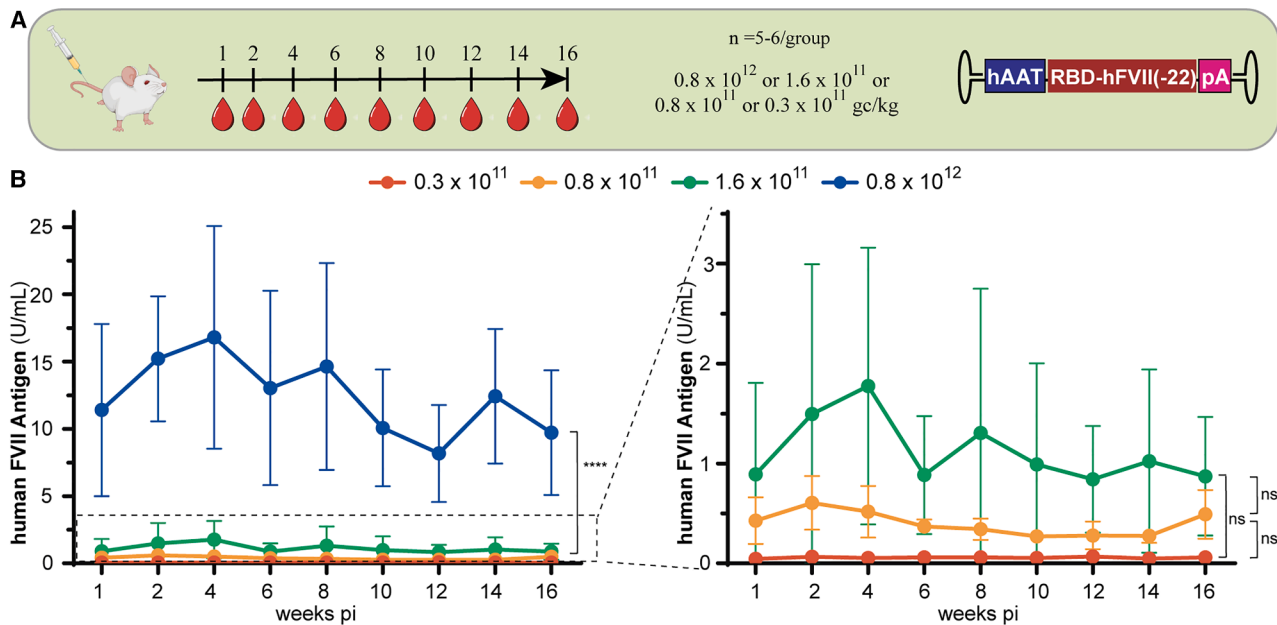 A
1 2 4 6 8 10 12 14 16
n =5-6/group
0.8 x 10¹² or 1.6 x 10¹¹ or
0.8 x 10¹¹ or 0.3 x 10¹¹ gc/kg
hAAT RBD-hFVII(-22) pA
B
0.3 x 10¹¹ 0.8 x 10¹¹ 1.6 x 10¹¹ 0.8 x 10¹²
human FVII Antigen (U/mL)
25
20
15
10
5
0
****
1 2 4 6 8 10 12 14 16
weeks pi
human FVII Antigen (U/mL)
3
2
1
0
ns
ns
ns
1 2 4 6 8 10 12 14 16
weeks pi